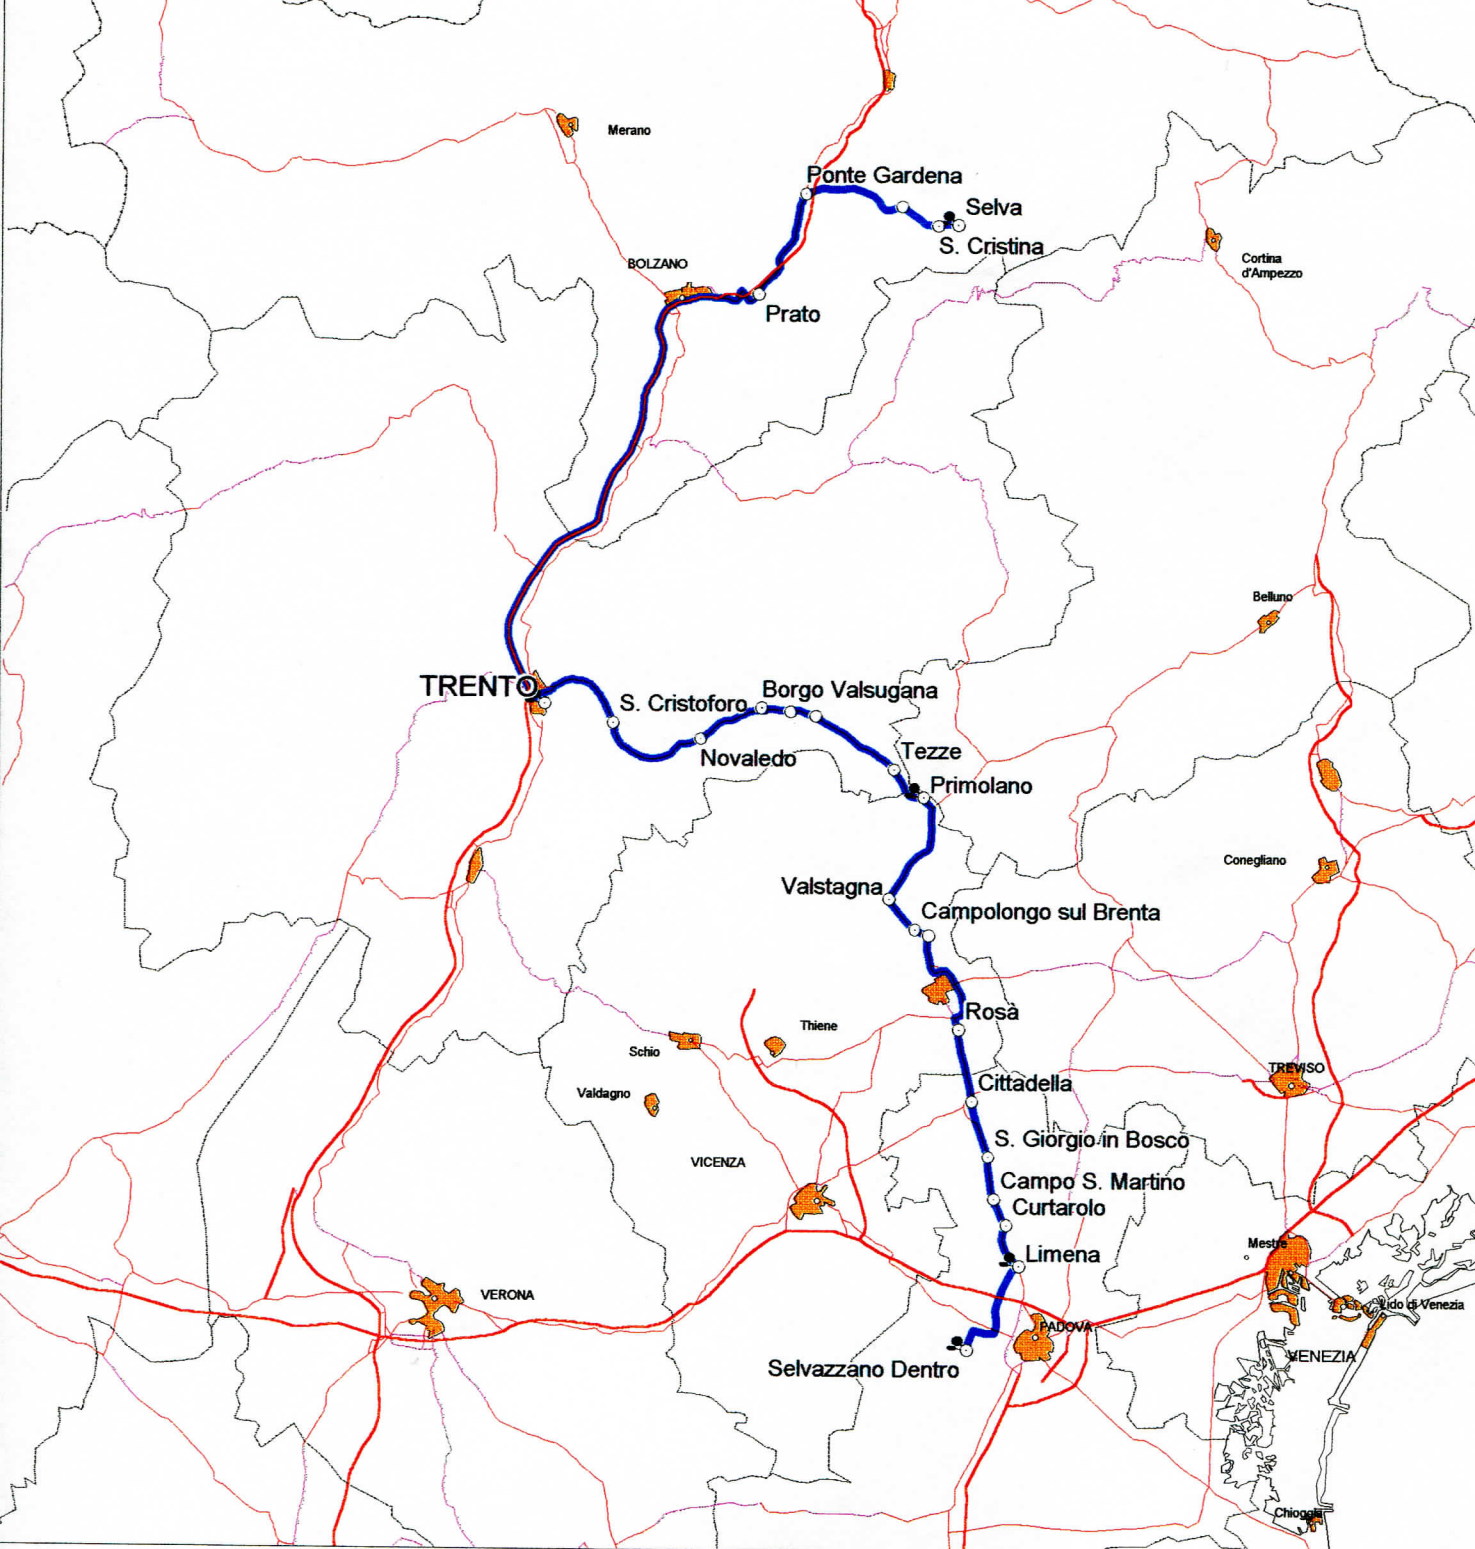 Merano
Ponte Gardena
Selva
S. Cristina
Cortina
d'Ampezzo
BOLZANO
Prato
Belluno
TRENTO
S. Cristoforo
Borgo Valsugana
Novaledo
Tezze
Primolano
Conegliano
Valstagna
Campolongo sul Brenta
Rosà
Thiene
Schio
TREVISO
Valdagno
Cittadella
S. Giorgio in Bosco
VICENZA
Campo S. Martino
Curtarolo
Mestre
Limena
VERONA
Lido di Venezia
PADOVA
VENEZIA
Selvazzano Dentro
Chioggia